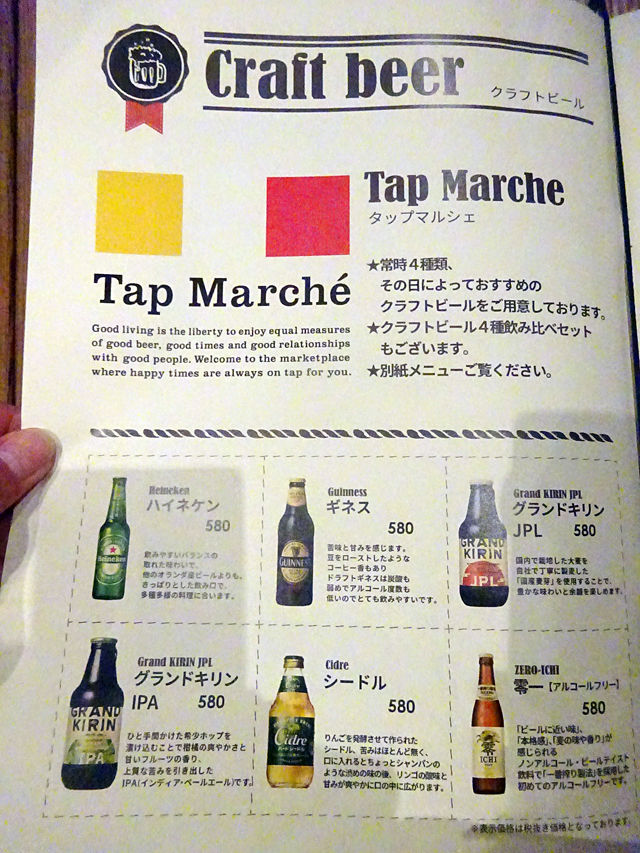 Craft beer
クラフトビール
Tap Marche
タップマルシェ
Tap Marché
Good living is the liberty to enjoy equal measures
of good beer, good times and good relationships
with good people. Welcome to the marketplace
where happy times are always on tap for you.
★常時４種類、
その日によっておすすめの
クラフトビールをご用意しております。
★クラフトビール４種飲み比べセット
もございます。
★別紙メニューご覧ください。
Heineken
ハイネケン
580
飲みやすいバランスの
取れた味わいで、
他のオランダ産ビールよりも、
さっぱりとした飲み口で、
多種多様の料理に合います。
Heineken
Guinness
ギネス
580
苦味と甘みを感じます。
豆をローストしたような
コーヒー香もあり
ドラフトギネスは炭酸も
弱めでアルコール度数も
低いのでとても飲みやすいです。
GUINNESS
Grand KIRIN JPL
グランドキリン
JPL 580
国内で栽培した大麦を
自社で丁寧に製麦した
「国産麦芽」を使用することで、
豊かな味わいと余韻を楽しめます。
GRAND
KIRIN
JPL
Grand KIRIN JPL
グランドキリン
IPA 580
ひと手間かけた希少ホップを
漬け込むことで柑橘の爽やかさと
甘いフルーツの香り、
上質な苦みを引き出した
IPA(インディア・ペールエール)です。
GRAND
KIRIN
IPA
Cidre
シードル
580
りんごを発酵させて作られた
シードル、苦みはほとんど無く、
口に入れるとちょっとシャンパンの
ような渋めの味の後、リンゴの酸味と
甘みが爽やかに口の中に広がります。
Cidre
ZERO-ICHI
零一【アルコールフリー】
580
「ビールに近い味」、
「本格感」、「麦の味や香り」が
感じられる
ノンアルコール・ビールテイスト
飲料で「一番搾り製法」を採用した
初めてのアルコールフリーです。
零
ICHI
※表示価格は税抜き価格となっております